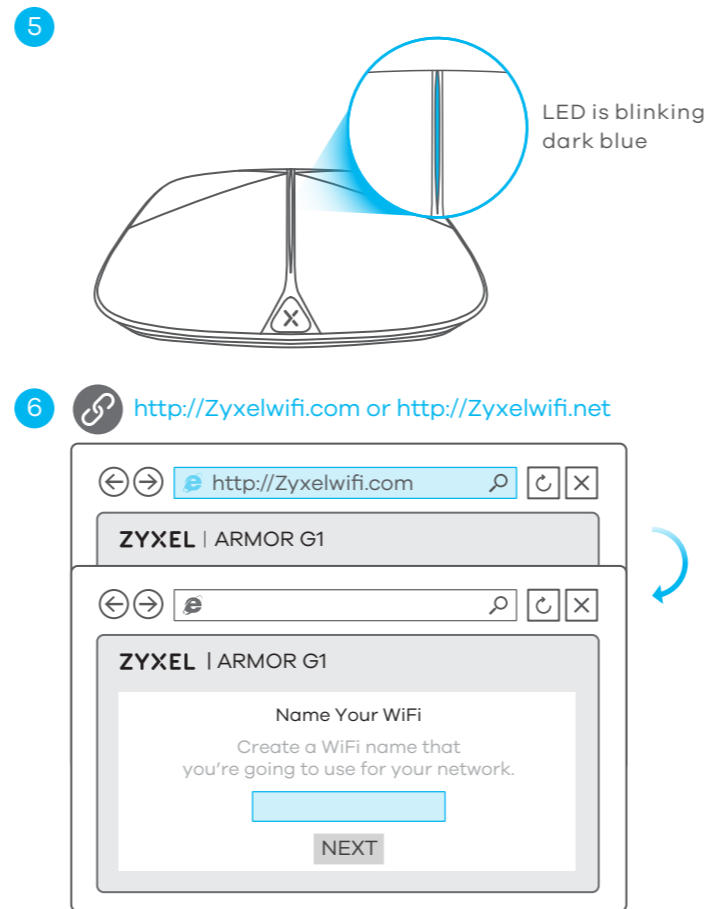 5
LED is blinking
dark blue
X
6
http://Zyxelwifi.com or http://Zyxelwifi.net
http://Zyxelwifi.com
ZYXEL | ARMOR G1
ZYXEL | ARMOR G1
Name Your WiFi
Create a WiFi name that
you're going to use for your network.
NEXT